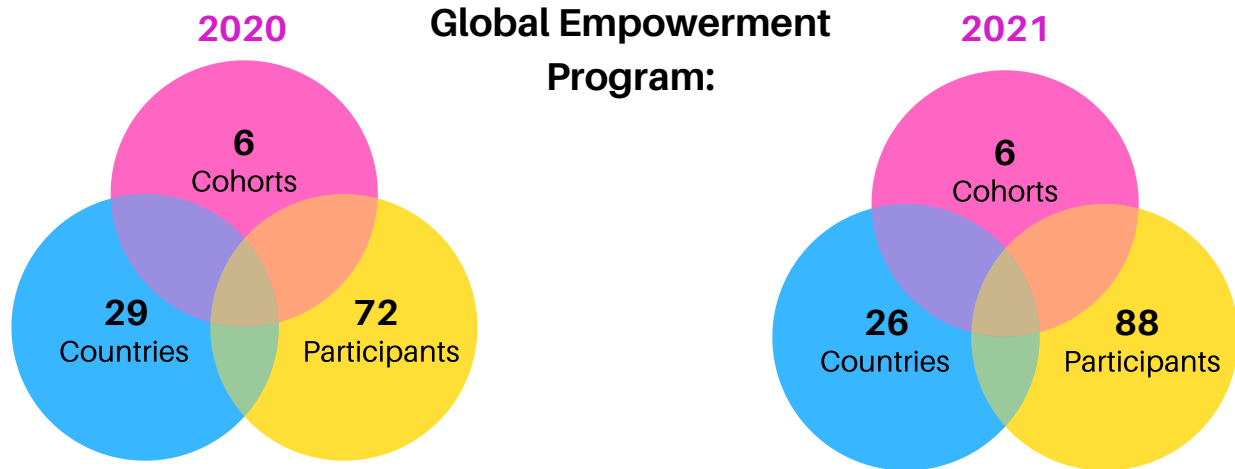 2020
Global Empowerment
Program:
2021
6
Cohorts
29
Countries
72
Participants
6
Cohorts
26
Countries
88
Participants